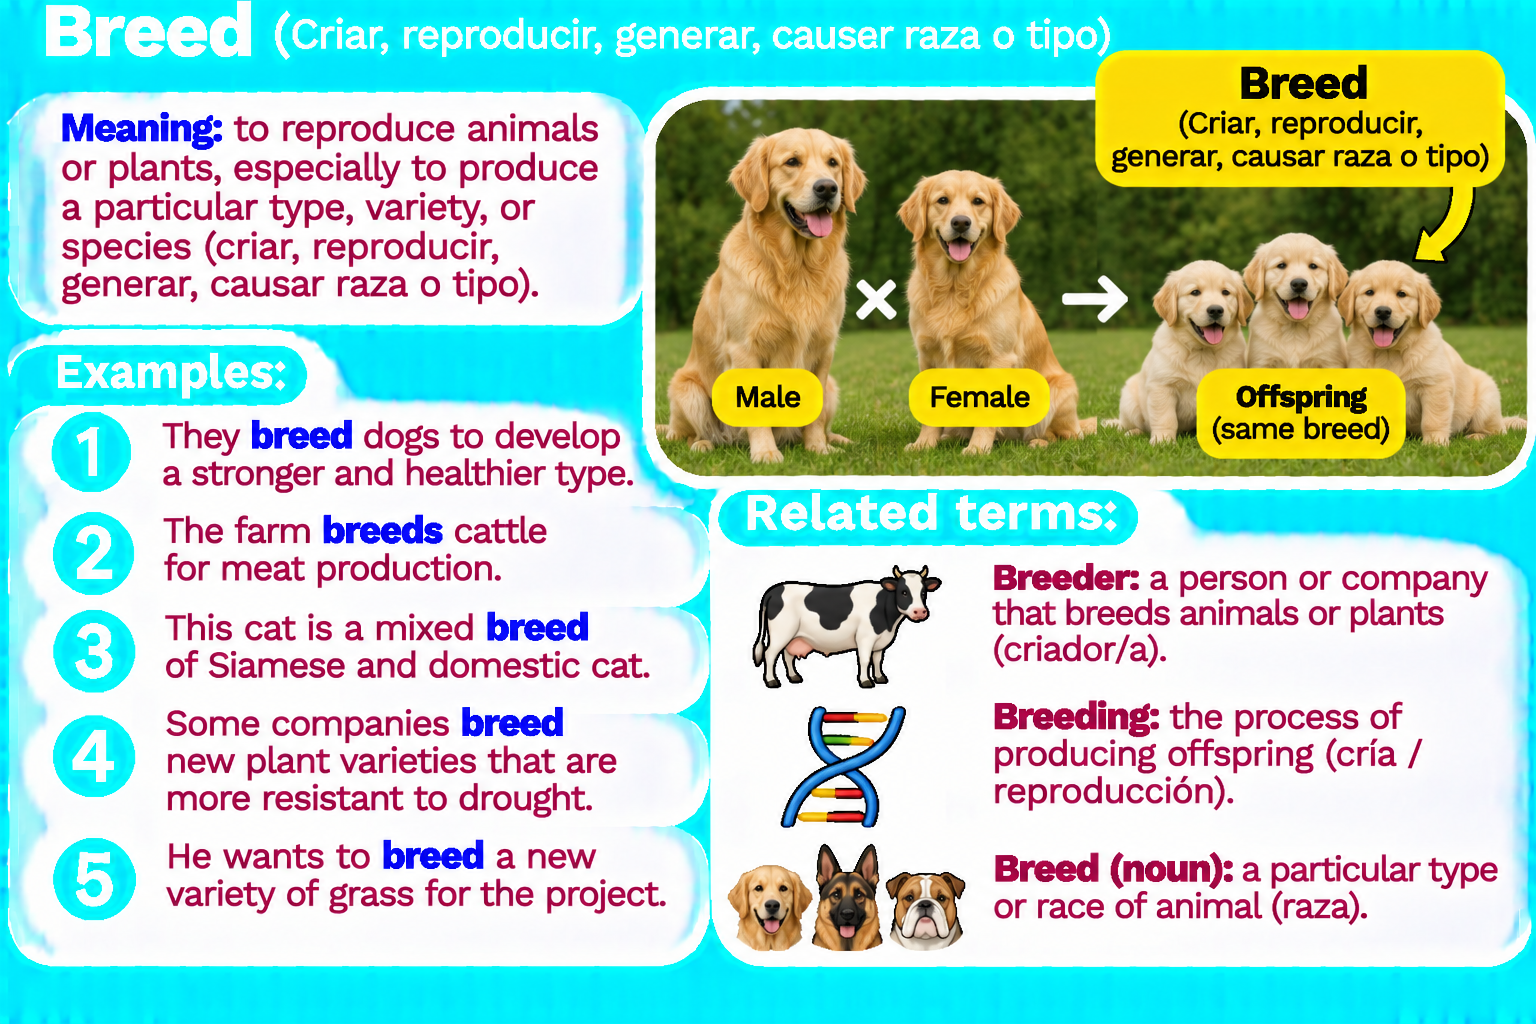 Breed (Criar, reproducir, generar, causer raza o tipo)
Meaning: to reproduce animals
or plants, especially to produce
a particular type, variety, or
species (criar, reproducir,
generar, causar raza o tipo).
Breed
(Criar, reproducir,
generar, causar raza o tipo)
Male
Female
Offspring
(same breed)
Examples:
1 They breed dogs to develop
a stronger and healthier type.
2 The farm breeds cattle
for meat production.
3 This cat is a mixed breed
of Siamese and domestic cat.
4 Some companies breed
new plant varieties that are
more resistant to drought.
5 He wants to breed a new
variety of grass for the project.
Related terms:
Breeder: a person or company
that breeds animals or plants
(criador/a).
Breeding: the process of
producing offspring (cría /
reproducción).
Breed (noun): a particular type
or race of animal (raza).